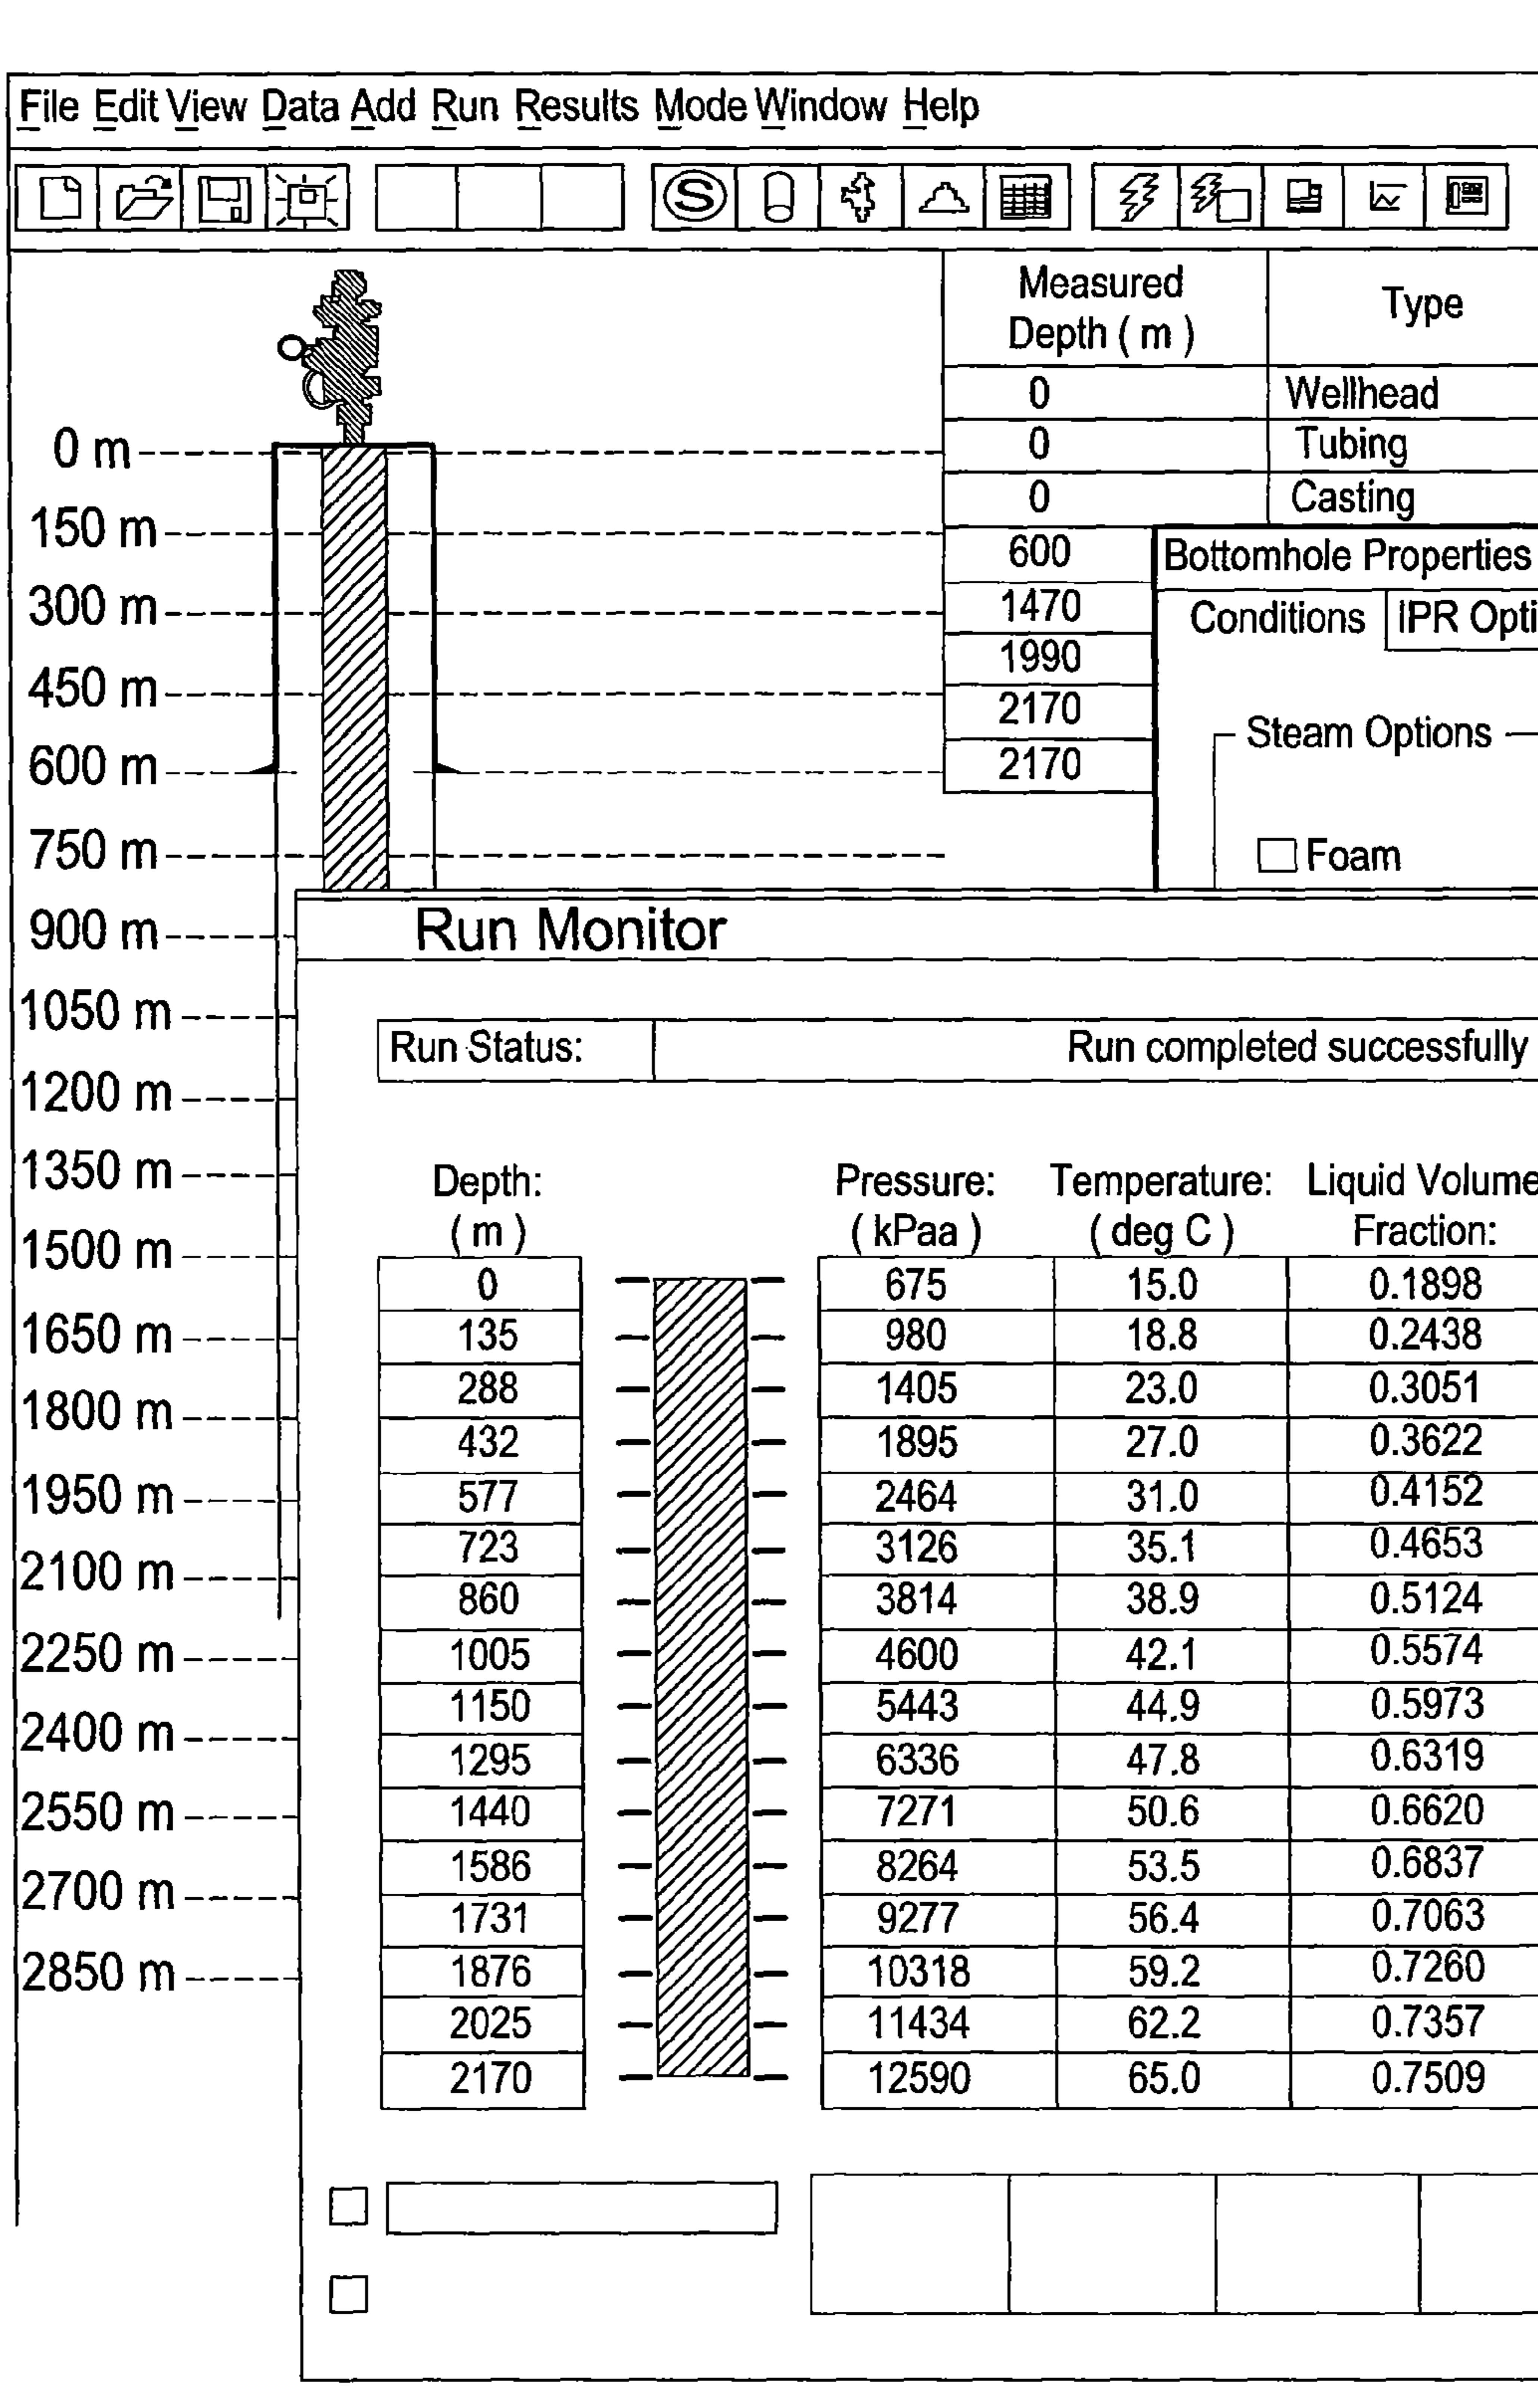 File Edit View Data Add Run Results Mode Window Help
S
Measured Depth ( m ) Type
0 Wellhead
0 Tubing
0 Casting
600
1470
1990
2170
2170
Bottomhole Properties
Conditions IPR Opti
Steam Options
Foam
0 m
150 m
300 m
450 m
600 m
750 m
900 m
1050 m
1200 m
1350 m
1500 m
1650 m
1800 m
1950 m
2100 m
2250 m
2400 m
2550 m
2700 m
2850 m
Run Monitor
Run Status: Run completed successfully
Depth: Pressure: Temperature: Liquid Volume
( m ) ( kPaa ) ( deg C ) Fraction:
0 675 15.0 0.1898
135 980 18.8 0.2438
288 1405 23.0 0.3051
432 1895 27.0 0.3622
577 2464 31.0 0.4152
723 3126 35.1 0.4653
860 3814 38.9 0.5124
1005 4600 42.1 0.5574
1150 5443 44.9 0.5973
1295 6336 47.8 0.6319
1440 7271 50.6 0.6620
1586 8264 53.5 0.6837
1731 9277 56.4 0.7063
1876 10318 59.2 0.7260
2025 11434 62.2 0.7357
2170 12590 65.0 0.7509